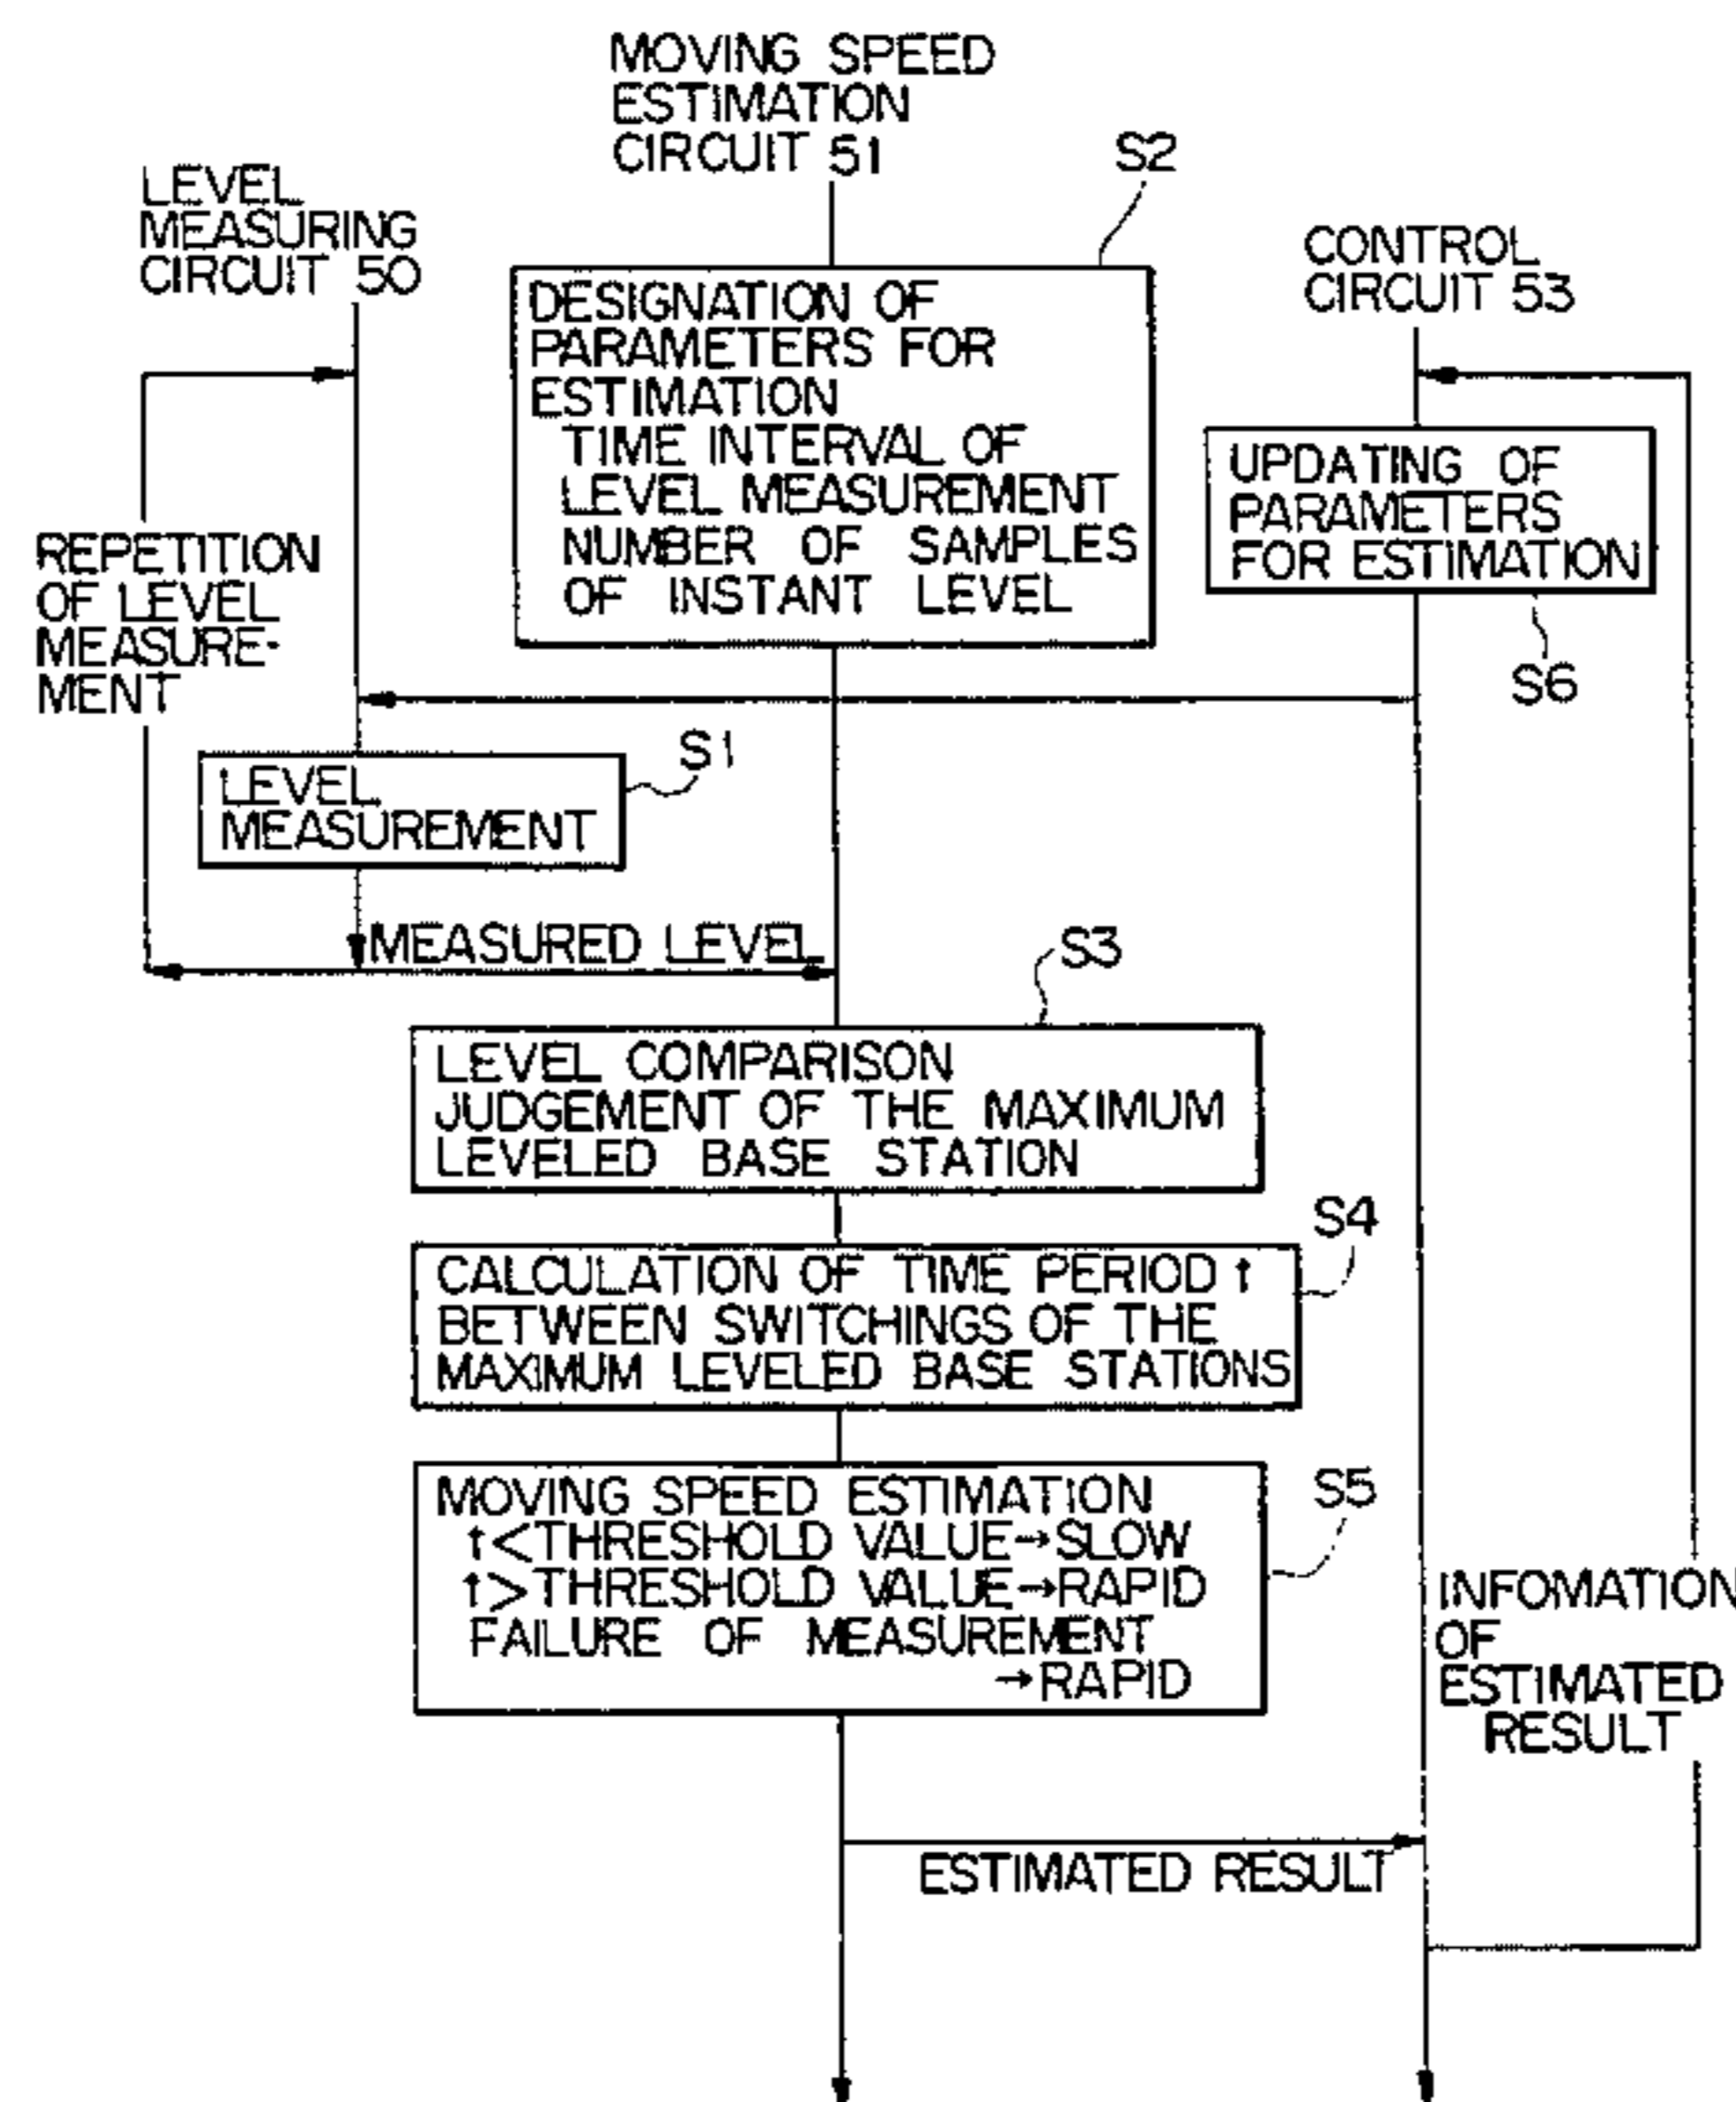 MOVING SPEED
ESTIMATION
CIRCUIT 51
S2
LEVEL
MEASURING
CIRCUIT 50
CONTROL
CIRCUIT 53
DESIGNATION OF
PARAMETERS FOR
ESTIMATION
TIME INTERVAL OF
LEVEL MEASUREMENT
NUMBER OF SAMPLES
OF INSTANT LEVEL
UPDATING OF
PARAMETERS
FOR ESTIMATION
S6
REPETITION
OF LEVEL
MEASURE-
MENT
S1
LEVEL
MEASUREMENT
MEASURED LEVEL
S3
LEVEL COMPARISON
JUDGEMENT OF THE MAXIMUM
LEVELED BASE STATION
S4
CALCULATION OF TIME PERIOD t
BETWEEN SWITCHINGS OF THE
MAXIMUM LEVELED BASE STATIONS
S5
MOVING SPEED ESTIMATION
t<THRESHOLD VALUE→SLOW
t>THRESHOLD VALUE→RAPID
FAILURE OF MEASUREMENT
→RAPID
INFOMATION
OF
ESTIMATED
RESULT
ESTIMATED RESULT